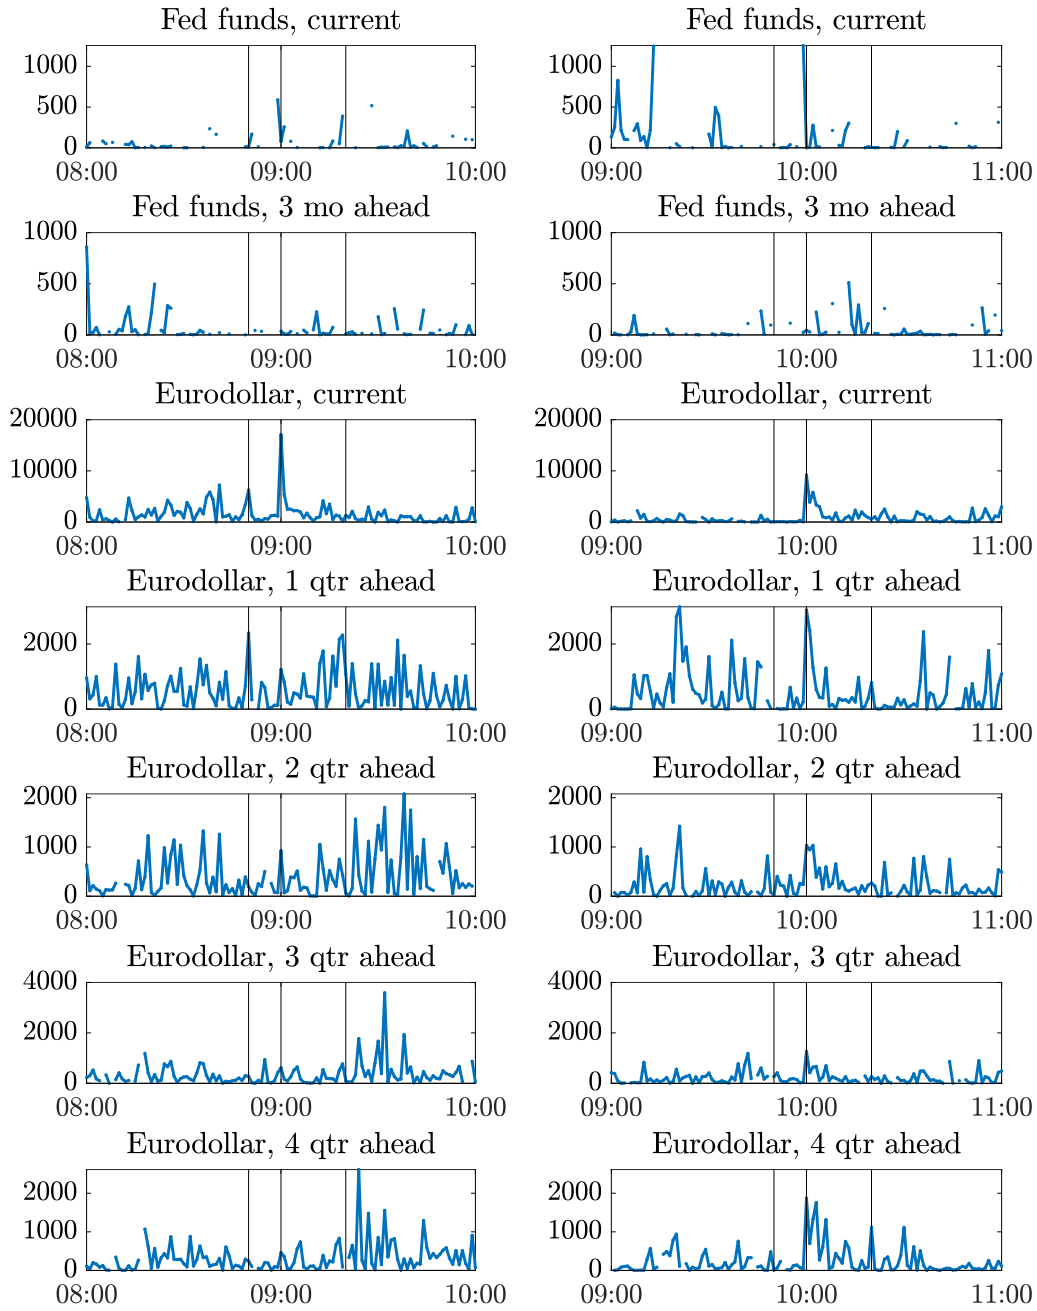 Fed funds, current Fed funds, current
1000 1000
500 500
0 0
08:00 09:00 10:00 09:00 10:00 11:00
Fed funds, 3 mo ahead Fed funds, 3 mo ahead
1000 1000
500 500
0 0
08:00 09:00 10:00 09:00 10:00 11:00
Eurodollar, current Eurodollar, current
20000 20000
10000 10000
0 0
08:00 09:00 10:00 09:00 10:00 11:00
Eurodollar, 1 qtr ahead Eurodollar, 1 qtr ahead
2000 2000
0 0
08:00 09:00 10:00 09:00 10:00 11:00
Eurodollar, 2 qtr ahead Eurodollar, 2 qtr ahead
2000 2000
1000 1000
0 0
08:00 09:00 10:00 09:00 10:00 11:00
Eurodollar, 3 qtr ahead Eurodollar, 3 qtr ahead
4000 4000
2000 2000
0 0
08:00 09:00 10:00 09:00 10:00 11:00
Eurodollar, 4 qtr ahead Eurodollar, 4 qtr ahead
2000 2000
1000 1000
0 0
08:00 09:00 10:00 09:00 10:00 11:00